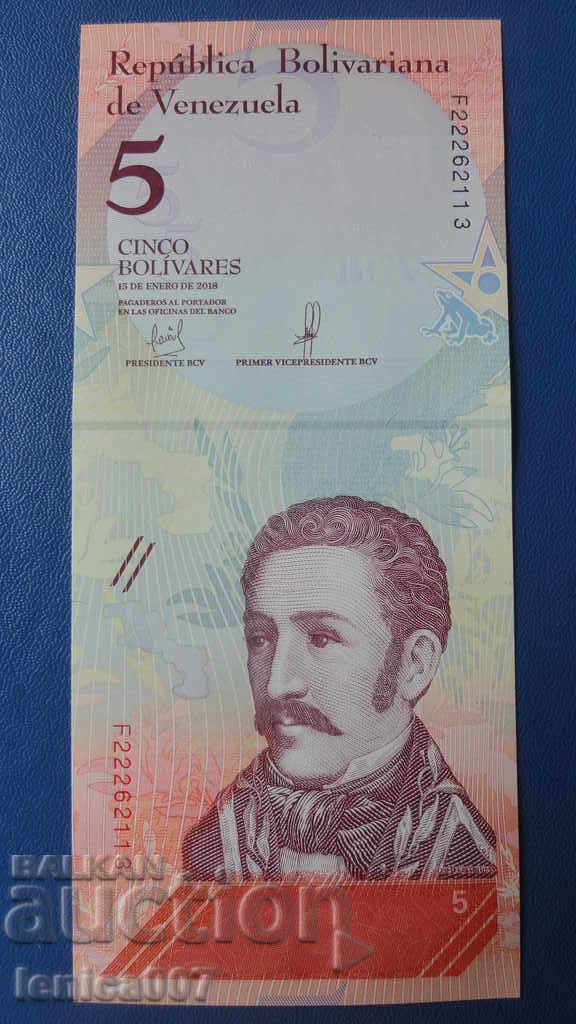 República Bolivariana
de Venezuela
5
CINCO
BOLÍVARES
15 DE ENERO DE 2018
PAGADEROS AL PORTADOR
EN LAS OFICINAS DEL BANCO
PRESIDENTE BCV
PRIMER VICEPRESIDENTE BCV
F22262113
F22262113
5
BALKAN
auction
lenica007